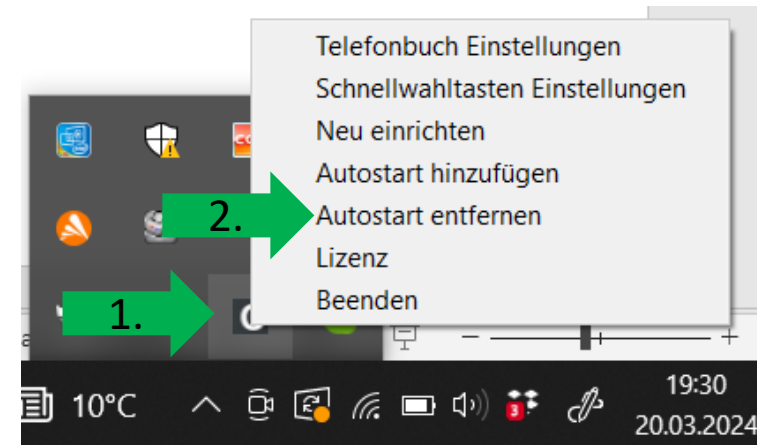 Telefonbuch Einstellungen
Schnellwahltasten Einstellungen
Neu einrichten
Autostart hinzufügen
2. Autostart entfernen
Lizenz
1. Beenden
10°C
3
19:30
20.03.2024